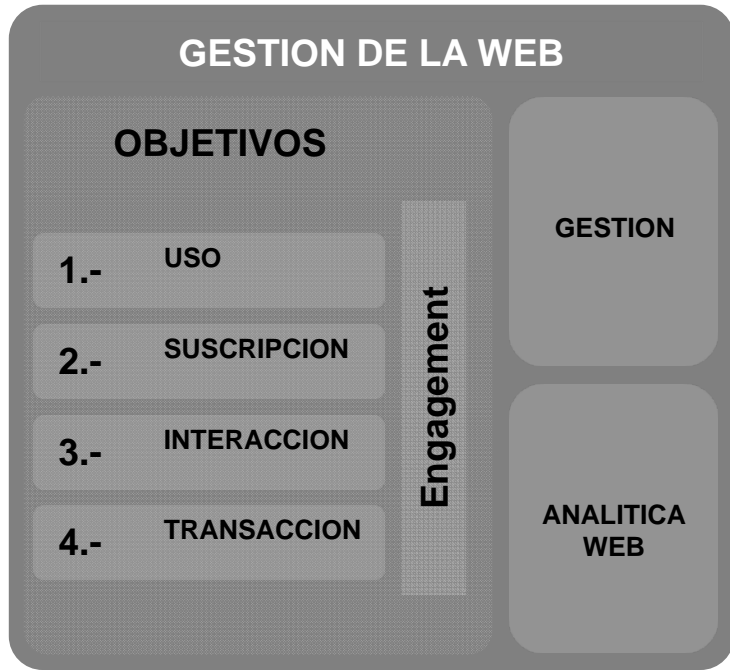 GESTION DE LA WEB
OBJETIVOS
1.- USO
2.- SUSCRIPCION
3.- INTERACCION
4.- TRANSACCION
Engagement
GESTION
ANALITICA
WEB